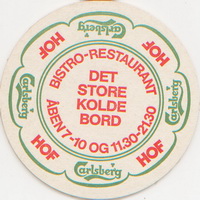 Carlsberg
HOF
HOF
BISTRO-RESTAURANT
DET
STORE
KOLDE
BORD
ÅBEN 7-10 OG 11.30-21.30
Carlsberg
Carlsberg
HOF
HOF
Carlsberg